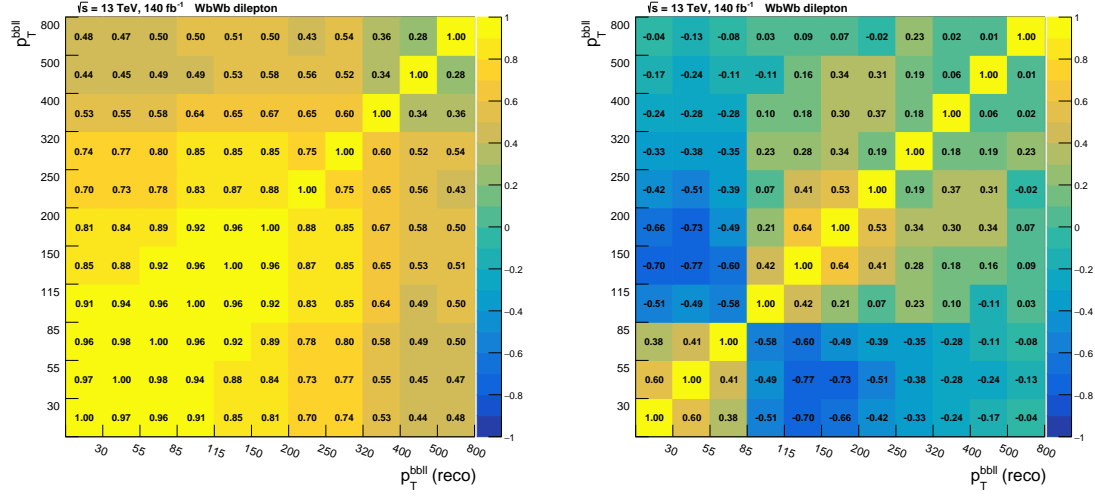 √s = 13 TeV, 140 fb⁻¹ WbWb dilepton
p_T^bbll
800
0.48 0.47 0.50 0.50 0.51 0.50 0.43 0.54 0.36 0.28 1.00
500
0.44 0.45 0.49 0.49 0.53 0.58 0.56 0.52 0.34 1.00 0.28
400
0.53 0.55 0.58 0.64 0.65 0.67 0.65 0.60 1.00 0.34 0.36
320
0.74 0.77 0.80 0.85 0.85 0.85 0.75 1.00 0.60 0.52 0.54
250
0.70 0.73 0.78 0.83 0.87 0.88 1.00 0.75 0.65 0.56 0.43
200
0.81 0.84 0.89 0.92 0.96 1.00 0.88 0.85 0.67 0.58 0.50
150
0.85 0.88 0.92 0.96 1.00 0.96 0.87 0.85 0.65 0.53 0.51
115
0.91 0.94 0.96 1.00 0.96 0.92 0.83 0.85 0.64 0.49 0.50
85
0.96 0.98 1.00 0.96 0.92 0.89 0.78 0.80 0.58 0.49 0.50
55
0.97 1.00 0.98 0.94 0.88 0.84 0.73 0.77 0.55 0.45 0.47
30
1.00 0.97 0.96 0.91 0.85 0.81 0.70 0.74 0.53 0.44 0.48
30 55 85 115 150 200 250 320 400 500 800
p_T^bbll (reco)
1
0.8
0.6
0.4
0.2
0
−0.2
−0.4
−0.6
−0.8
−1
√s = 13 TeV, 140 fb⁻¹ WbWb dilepton
p_T^bbll
800
-0.04 -0.13 -0.08 0.03 0.09 0.07 -0.02 0.23 0.02 0.01 1.00
500
-0.17 -0.24 -0.11 -0.11 0.16 0.34 0.31 0.19 0.06 1.00 0.01
400
-0.24 -0.28 -0.28 0.10 0.18 0.30 0.37 0.18 1.00 0.06 0.02
320
-0.33 -0.38 -0.35 0.23 0.28 0.34 0.19 1.00 0.18 0.19 0.23
250
-0.42 -0.51 -0.39 0.07 0.41 0.53 1.00 0.19 0.37 0.31 -0.02
200
-0.66 -0.73 -0.49 0.21 0.64 1.00 0.53 0.34 0.30 0.34 0.07
150
-0.70 -0.77 -0.60 0.42 1.00 0.64 0.41 0.28 0.18 0.16 0.09
115
-0.51 -0.49 -0.58 1.00 0.42 0.21 0.07 0.23 0.10 -0.11 0.03
85
0.38 0.41 1.00 -0.58 -0.60 -0.49 -0.39 -0.35 -0.28 -0.11 -0.08
55
0.60 1.00 0.41 -0.49 -0.77 -0.73 -0.51 -0.38 -0.28 -0.24 -0.13
30
1.00 0.60 0.38 -0.51 -0.70 -0.66 -0.42 -0.33 -0.24 -0.17 -0.04
30 55 85 115 150 200 250 320 400 500 800
p_T^bbll (reco)
1
0.8
0.6
0.4
0.2
0
−0.2
−0.4
−0.6
−0.8
−1